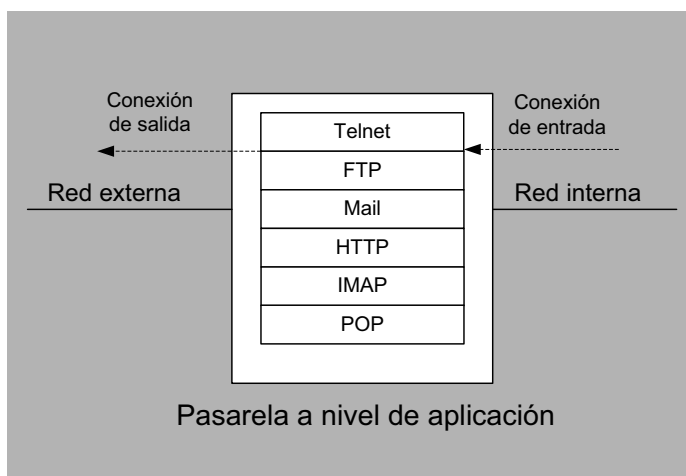 Conexión
de salida
Conexión
de entrada
Telnet
FTP
Mail
HTTP
IMAP
POP
Red externa
Red interna
Pasarela a nivel de aplicación